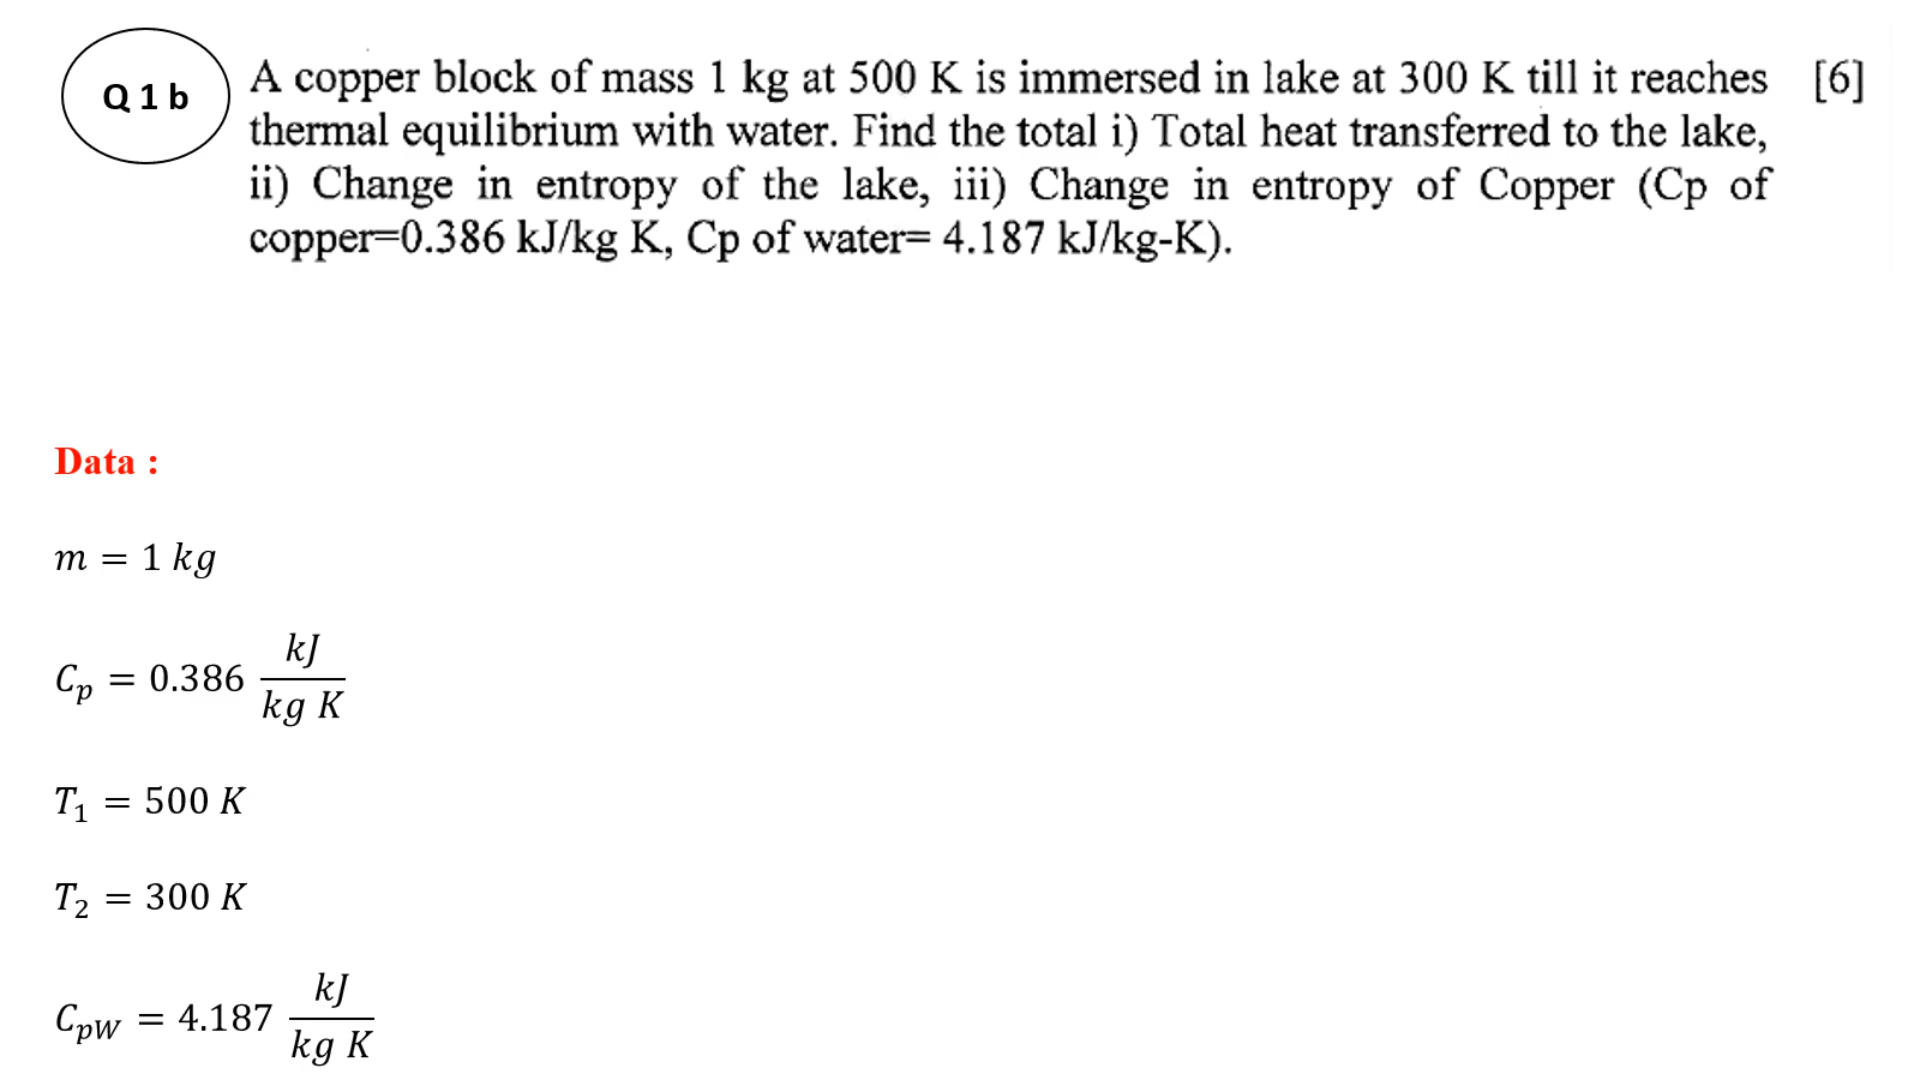 Q 1 b
A copper block of mass 1 kg at 500 K is immersed in lake at 300 K till it reaches [6]
thermal equilibrium with water. Find the total i) Total heat transferred to the lake,
ii) Change in entropy of the lake, iii) Change in entropy of Copper (Cp of
copper=0.386 kJ/kg K, Cp of water= 4.187 kJ/kg-K).
Data :
m = 1 kg
C_p = 0.386 kJ/kg K
T_1 = 500 K
T_2 = 300 K
C_pW = 4.187 kJ/kg K